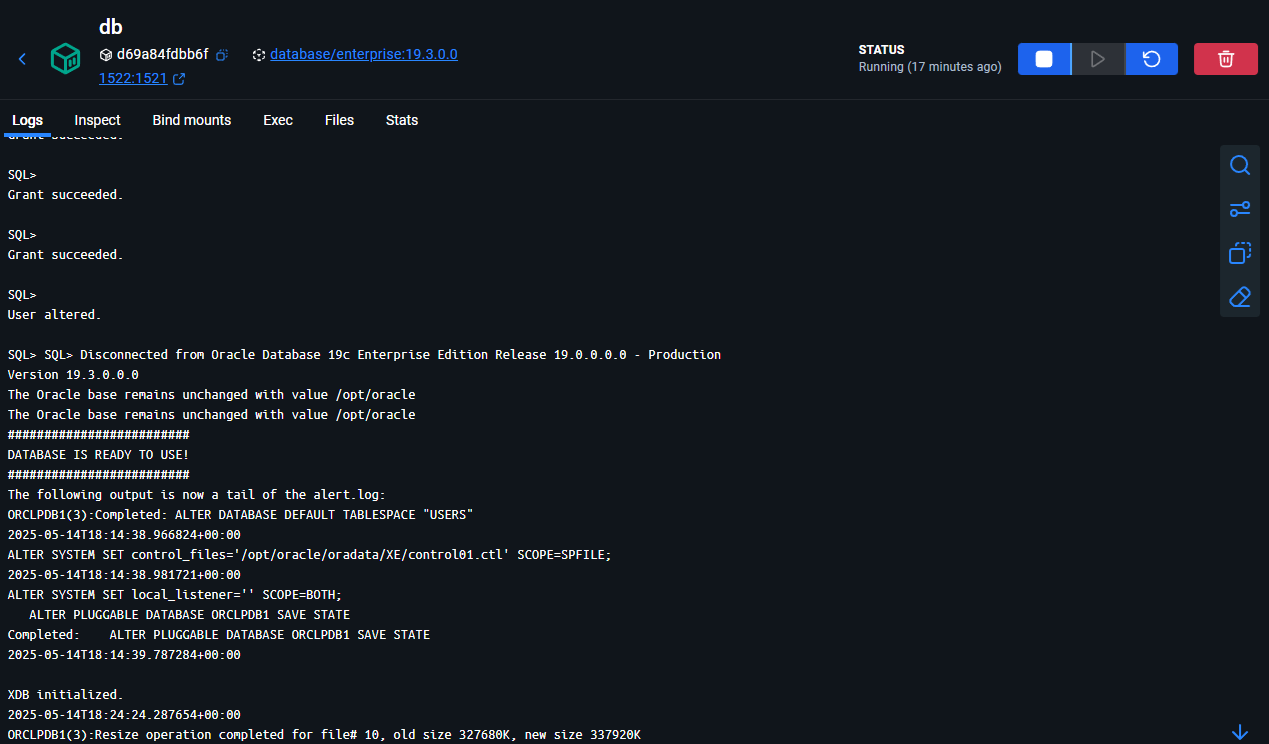 db
d69a84fdbb6f database/enterprise:19.3.0.0
1522:1521
STATUS
Running (17 minutes ago)
Logs Inspect Bind mounts Exec Files Stats
Grant succeeded.
SQL>
Grant succeeded.
SQL>
Grant succeeded.
SQL>
User altered.
SQL> SQL> Disconnected from Oracle Database 19c Enterprise Edition Release 19.0.0.0.0 - Production
Version 19.3.0.0.0
The Oracle base remains unchanged with value /opt/oracle
The Oracle base remains unchanged with value /opt/oracle
#########################
DATABASE IS READY TO USE!
#########################
The following output is now a tail of the alert.log:
ORCLPDB1(3):Completed: ALTER DATABASE DEFAULT TABLESPACE "USERS"
2025-05-14T18:14:38.966824+00:00
ALTER SYSTEM SET control_files='/opt/oracle/oradata/XE/control01.ctl' SCOPE=SPFILE;
2025-05-14T18:14:38.981721+00:00
ALTER SYSTEM SET local_listener='' SCOPE=BOTH;
ALTER PLUGGABLE DATABASE ORCLPDB1 SAVE STATE
Completed: ALTER PLUGGABLE DATABASE ORCLPDB1 SAVE STATE
2025-05-14T18:14:39.787284+00:00
XDB initialized.
2025-05-14T18:24:24.287654+00:00
ORCLPDB1(3):Resize operation completed for file# 10, old size 327680K, new size 337920K